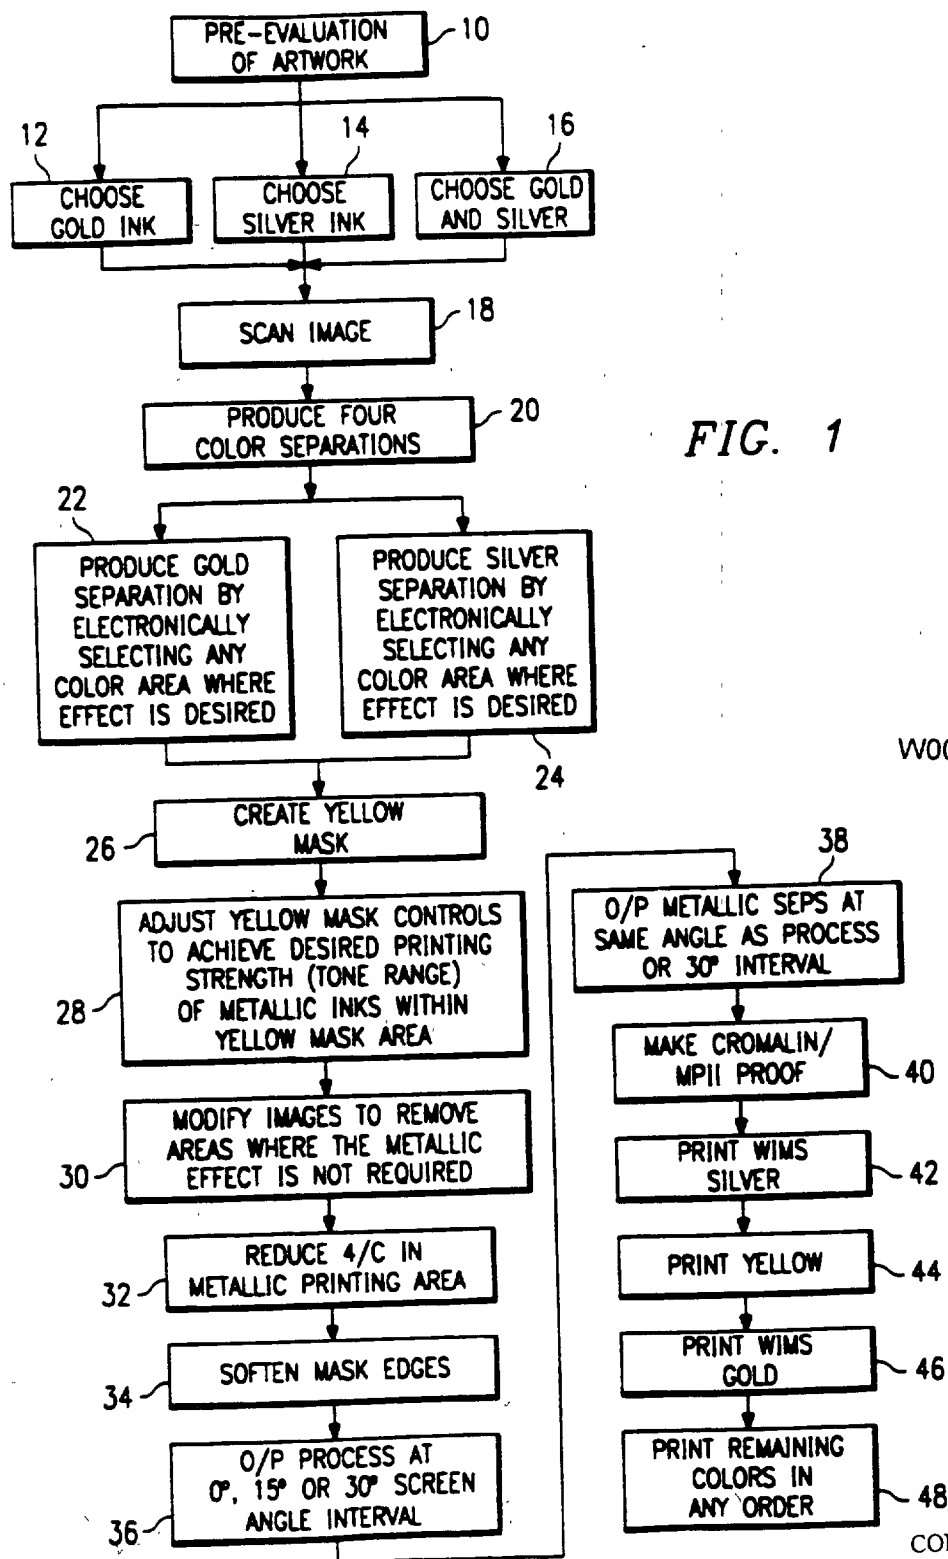 PRE-EVALUATION
OF ARTWORK
10
12
CHOOSE
GOLD INK
14
CHOOSE
SILVER INK
16
CHOOSE GOLD
AND SILVER
SCAN IMAGE
18
PRODUCE FOUR
COLOR SEPARATIONS
20
FIG. 1
22
PRODUCE GOLD
SEPARATION BY
ELECTRONICALLY
SELECTING ANY
COLOR AREA WHERE
EFFECT IS DESIRED
PRODUCE SILVER
SEPARATION BY
ELECTRONICALLY
SELECTING ANY
COLOR AREA WHERE
EFFECT IS DESIRED
24
CREATE YELLOW
MASK
26
ADJUST YELLOW MASK CONTROLS
TO ACHIEVE DESIRED PRINTING
STRENGTH (TONE RANGE)
OF METALLIC INKS WITHIN
YELLOW MASK AREA
28
MODIFY IMAGES TO REMOVE
AREAS WHERE THE METALLIC
EFFECT IS NOT REQUIRED
30
REDUCE 4/C IN
METALLIC PRINTING AREA
32
SOFTEN MASK EDGES
34
O/P PROCESS AT
0°, 15° OR 30° SCREEN
ANGLE INTERVAL
36
38
O/P METALLIC SEPS AT
SAME ANGLE AS PROCESS
OR 30° INTERVAL
MAKE CROMALIN/
MPII PROOF
40
PRINT WIMS
SILVER
42
PRINT YELLOW
44
PRINT WIMS
GOLD
46
PRINT REMAINING
COLORS IN
ANY ORDER
48